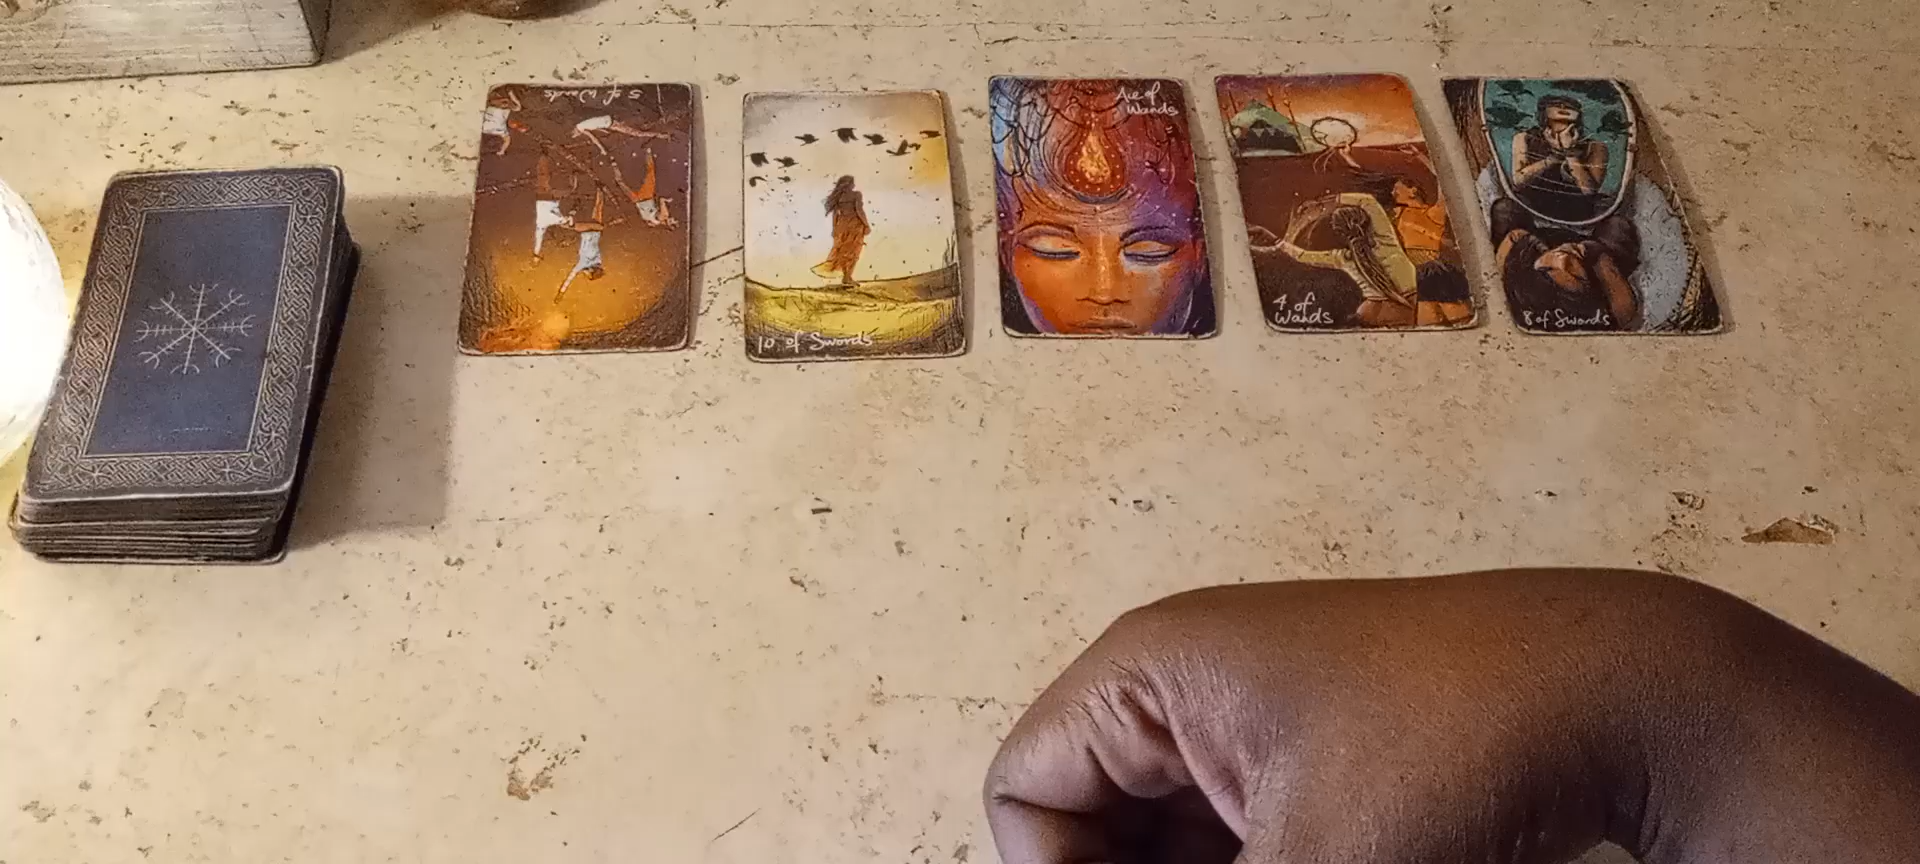 5 of Wands
10 of Swords
Ace of
Wands
4 of
Wands
8 of Swords